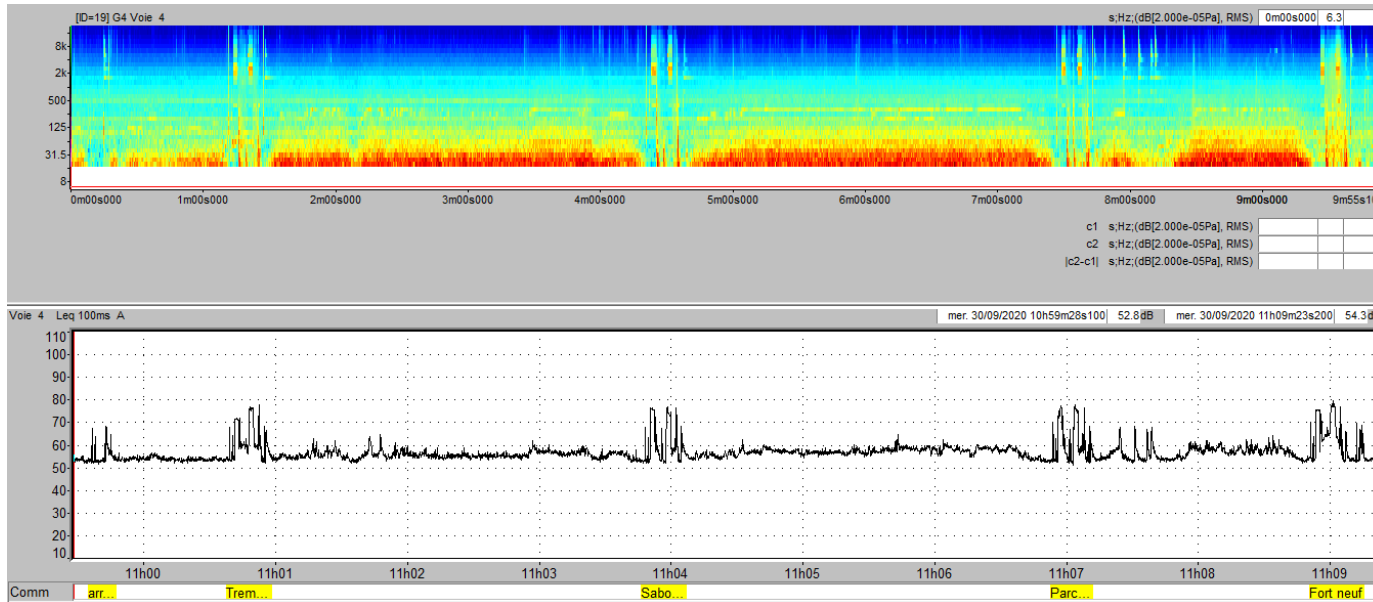 [ID=19] G4 Voie 4 s;Hz;(dB[2.000e-05Pa], RMS) 0m00s000 6.3
8k
2k
500
125
31.5
8
0m00s000 1m00s000 2m00s000 3m00s000 4m00s000 5m00s000 6m00s000 7m00s000 8m00s000 9m00s000 9m55s10
c1 s;Hz;(dB[2.000e-05Pa], RMS)
c2 s;Hz;(dB[2.000e-05Pa], RMS)
|c2-c1| s;Hz;(dB[2.000e-05Pa], RMS)
Voie 4 Leq 100ms A mer. 30/09/2020 10h59m28s100 52.8dB mer. 30/09/2020 11h09m23s200 54.3d
110
100
90
80
70
60
50
40
30
20
10
11h00 11h01 11h02 11h03 11h04 11h05 11h06 11h07 11h08 11h09
Comm arr... Trem... Sabo... Parc... Fort neuf